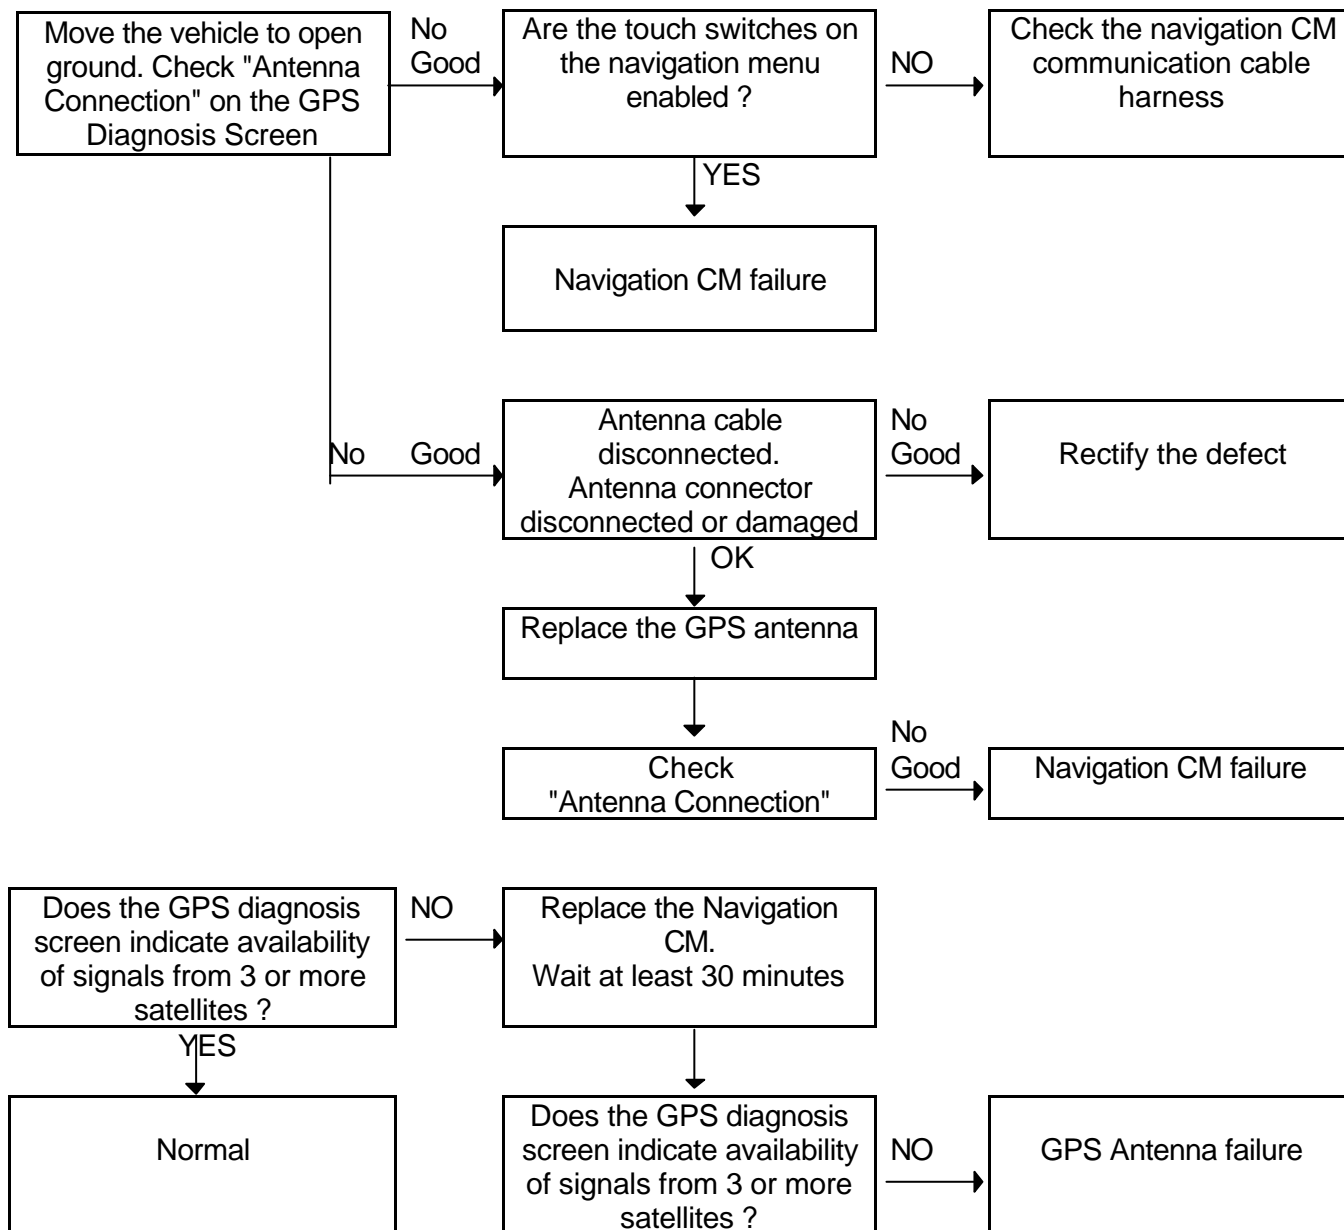 Move the vehicle to open
ground. Check "Antenna
Connection" on the GPS
Diagnosis Screen
No
Good
Are the touch switches on
the navigation menu
enabled ?
NO
Check the navigation CM
communication cable
harness
YES
Navigation CM failure
No Good
Antenna cable
disconnected.
Antenna connector
disconnected or damaged
No
Good
Rectify the defect
OK
Replace the GPS antenna
Check
"Antenna Connection"
No
Good
Navigation CM failure
Does the GPS diagnosis
screen indicate availability
of signals from 3 or more
satellites ?
NO
Replace the Navigation
CM.
Wait at least 30 minutes
YES
Normal
Does the GPS diagnosis
screen indicate availability
of signals from 3 or more
satellites ?
NO
GPS Antenna failure